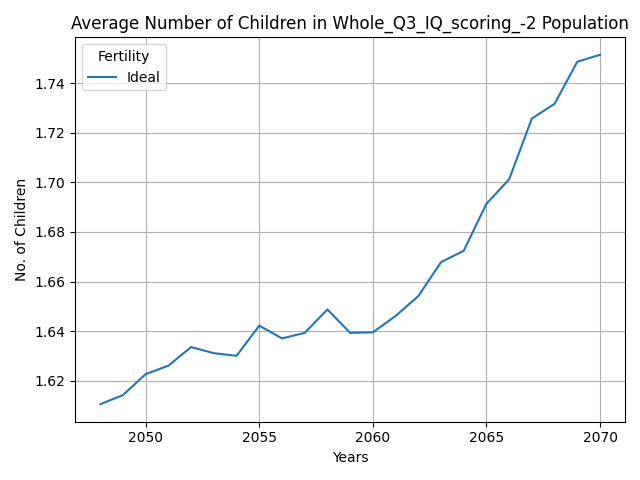 Average Number of Children in Whole_Q3_IQ_scoring_-2 Population
Fertility
Ideal
No. of Children
1.74
1.72
1.70
1.68
1.66
1.64
1.62
2050
2055
2060
2065
2070
Years